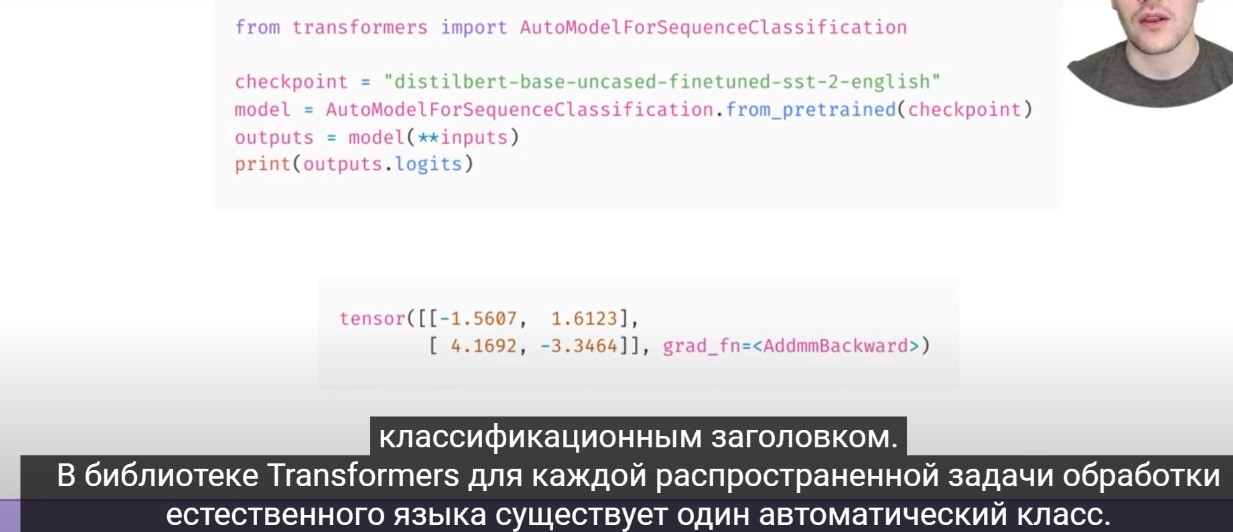 from transformers import AutoModelForSequenceClassification
checkpoint = "distilbert-base-uncased-finetuned-sst-2-english"
model = AutoModelForSequenceClassification.from_pretrained(checkpoint)
outputs = model(**inputs)
print(outputs.logits)
tensor([[-1.5607,  1.6123],
        [ 4.1692, -3.3464]], grad_fn=<AddmmBackward>)
классификационным заголовком.
В библиотеке Transformers для каждой распространенной задачи обработки
естественного языка существует один автоматический класс.